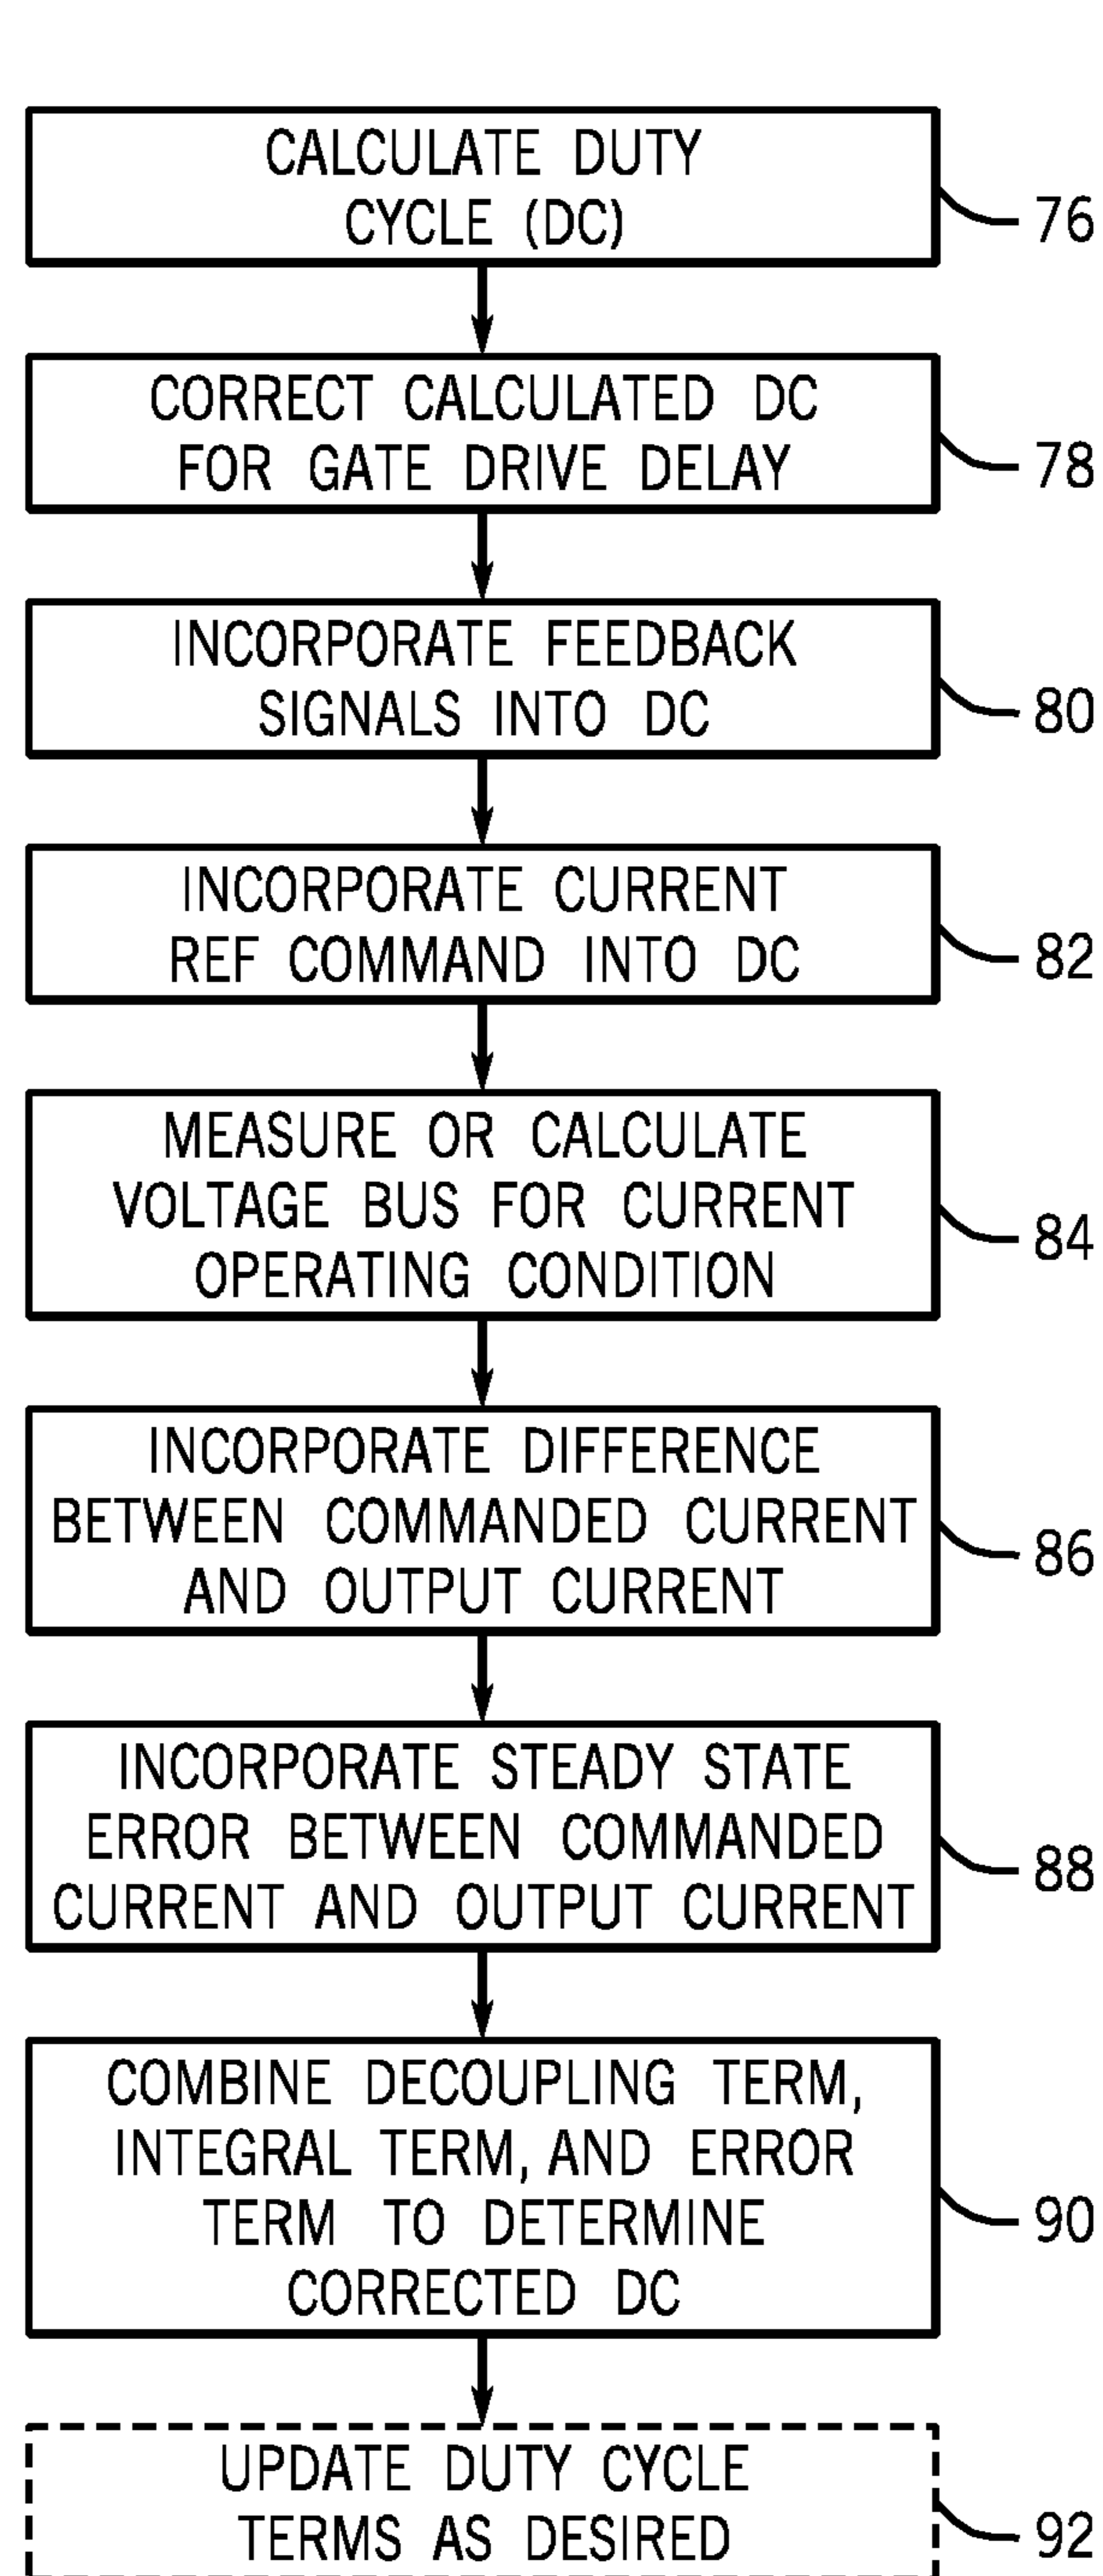 CALCULATE DUTY
CYCLE (DC)
76
CORRECT CALCULATED DC
FOR GATE DRIVE DELAY
78
INCORPORATE FEEDBACK
SIGNALS INTO DC
80
INCORPORATE CURRENT
REF COMMAND INTO DC
82
MEASURE OR CALCULATE
VOLTAGE BUS FOR CURRENT
OPERATING CONDITION
84
INCORPORATE DIFFERENCE
BETWEEN COMMANDED CURRENT
AND OUTPUT CURRENT
86
INCORPORATE STEADY STATE
ERROR BETWEEN COMMANDED
CURRENT AND OUTPUT CURRENT
88
COMBINE DECOUPLING TERM,
INTEGRAL TERM, AND ERROR
TERM TO DETERMINE
CORRECTED DC
90
UPDATE DUTY CYCLE
TERMS AS DESIRED
92